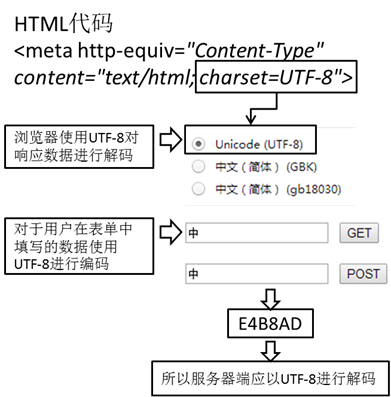 HTML代码
<meta http-equiv="Content-Type"
content="text/html;charset=UTF-8">
浏览器使用UTF-8对
响应数据进行解码
Unicode (UTF-8)
中文（简体）(GBK)
中文（简体）(gb18030)
对于用户在表单中
填写的数据使用
UTF-8进行编码
中
GET
中
POST
E4B8AD
所以服务器端应以UTF-8进行解码